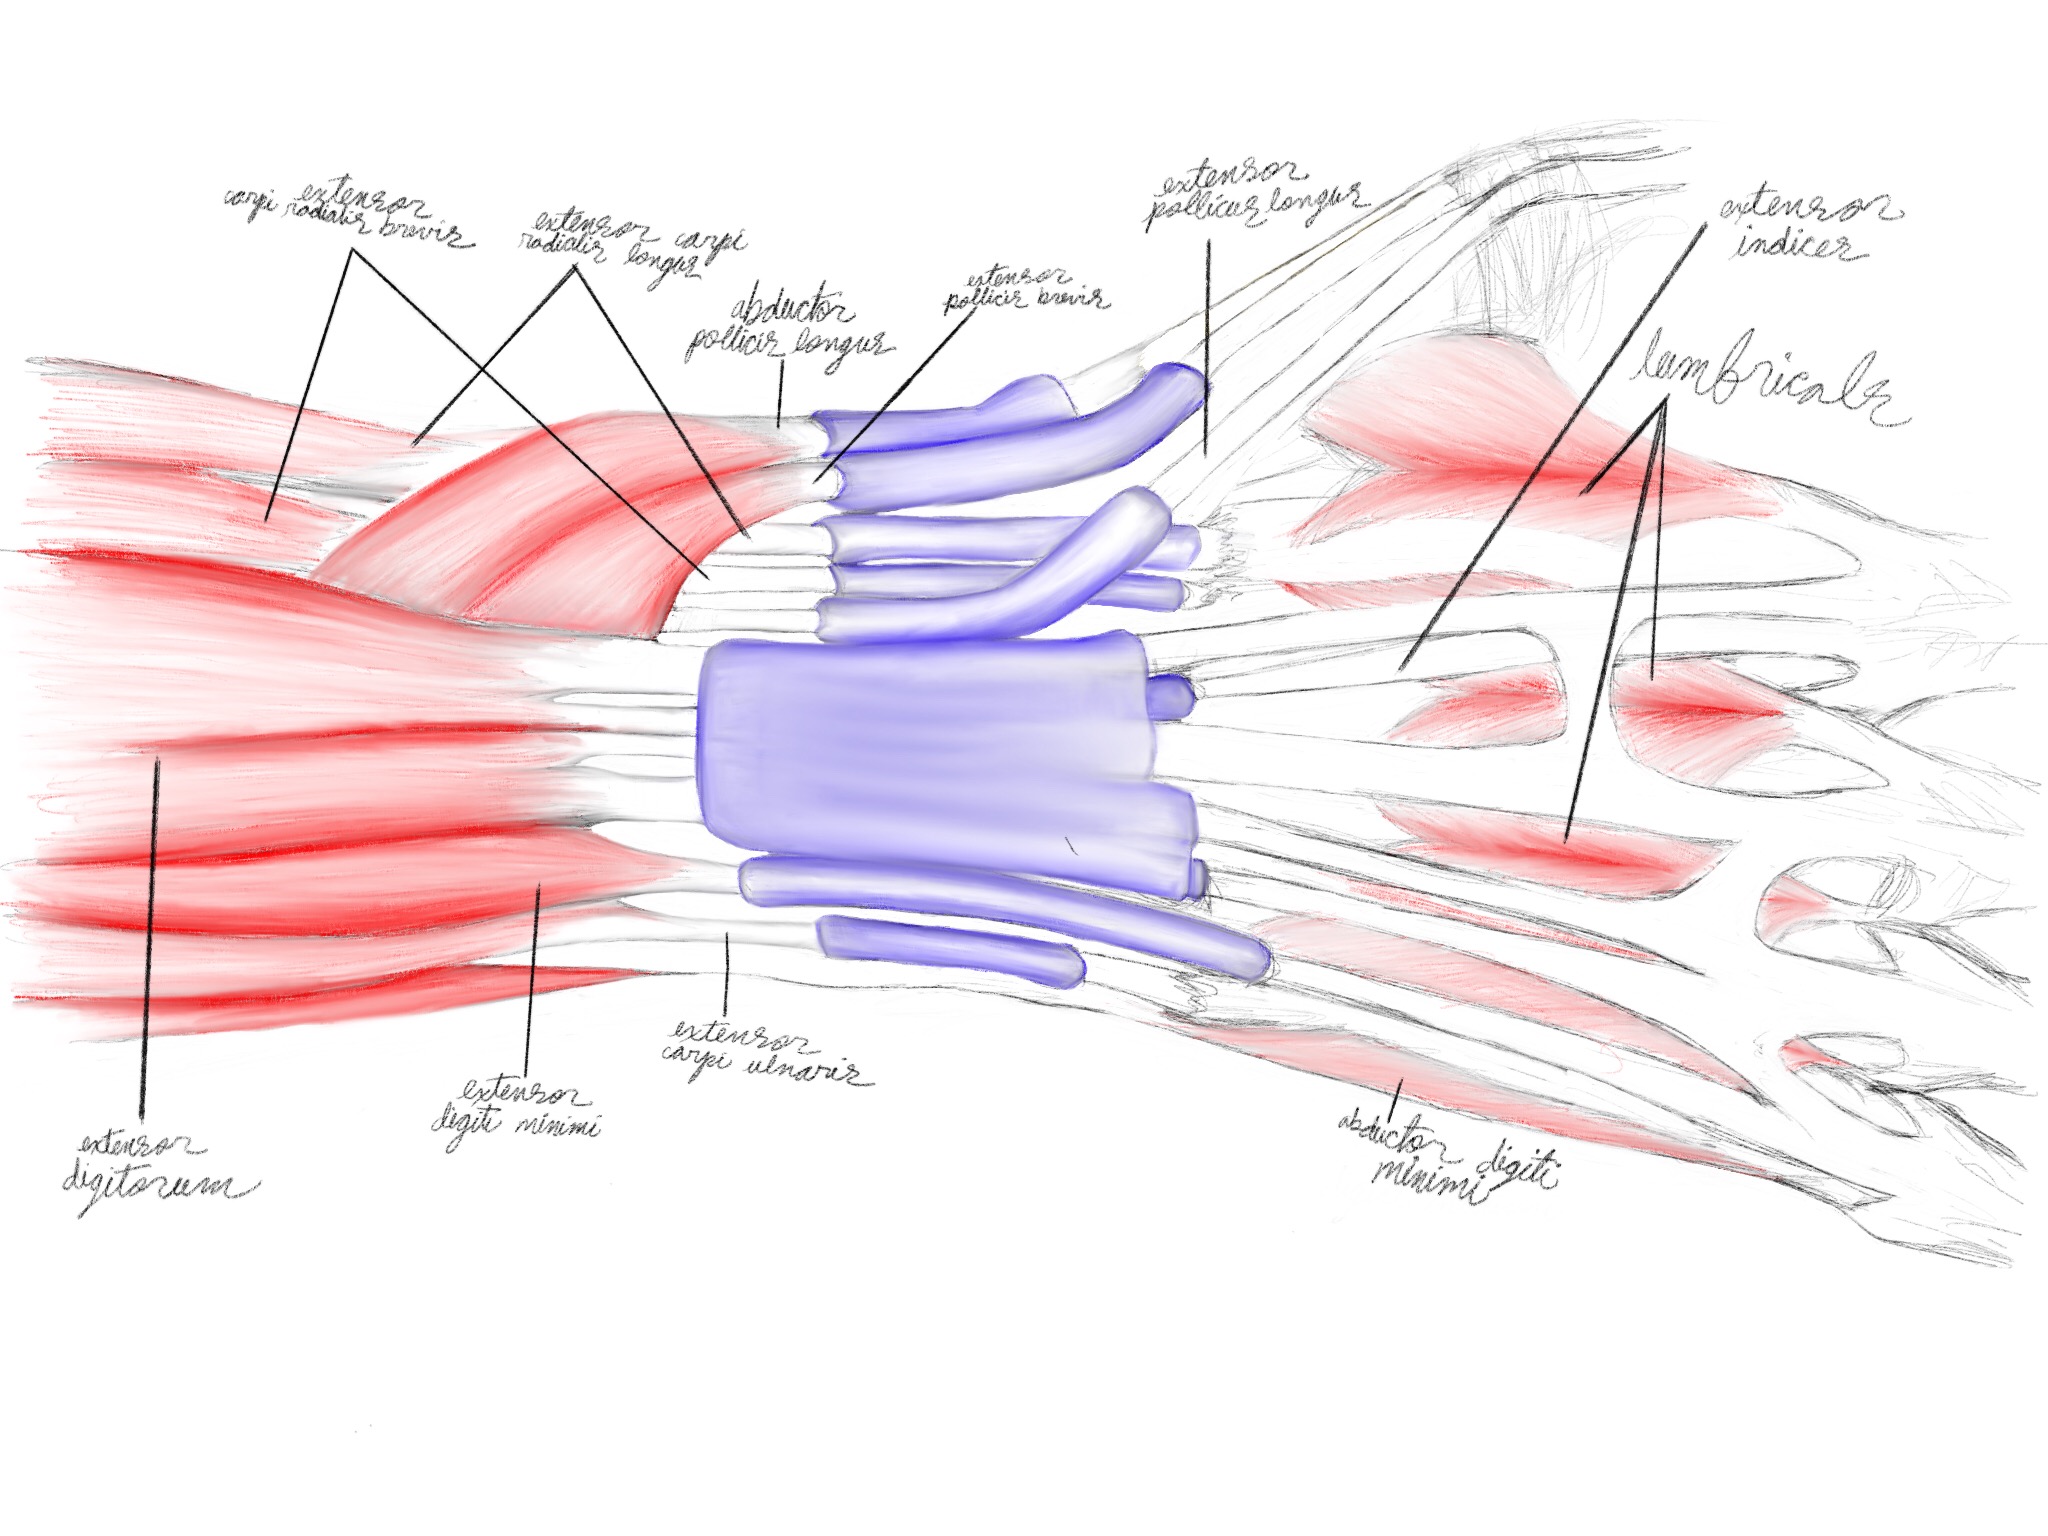 extensor
carpi radialis brevis
extensor carpi
radialis longus
abductor
pollicis longus
extensor
pollicis brevis
extensor
pollicus longus
extensor
indices
lumbricals
extensor
digitorum
extensor
digiti minimi
extensor
carpi ulnaris
abductor digiti
minimi